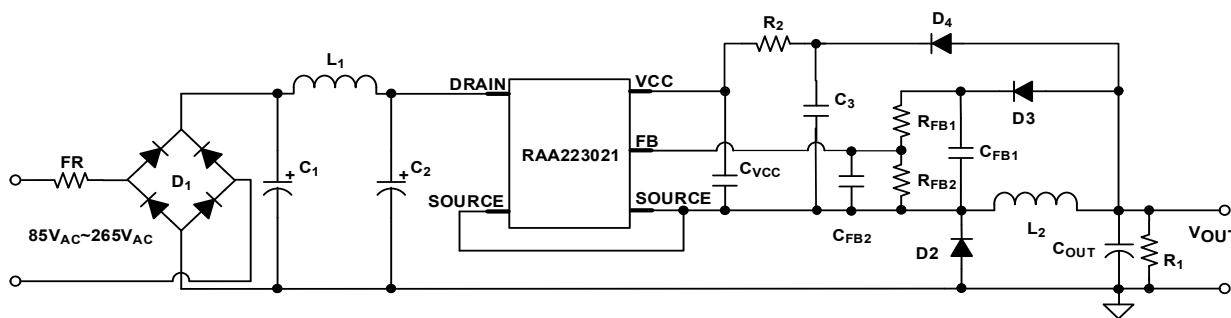 R2
D4
L1
DRAIN
VCC
C3
D3
FR
D1
C1
C2
FB
RFB1
CFB1
RAA223021
CVCC
RFB2
SOURCE
SOURCE
85VAC~265VAC
CFB2
D2
L2
COUT
R1
VOUT
+
+